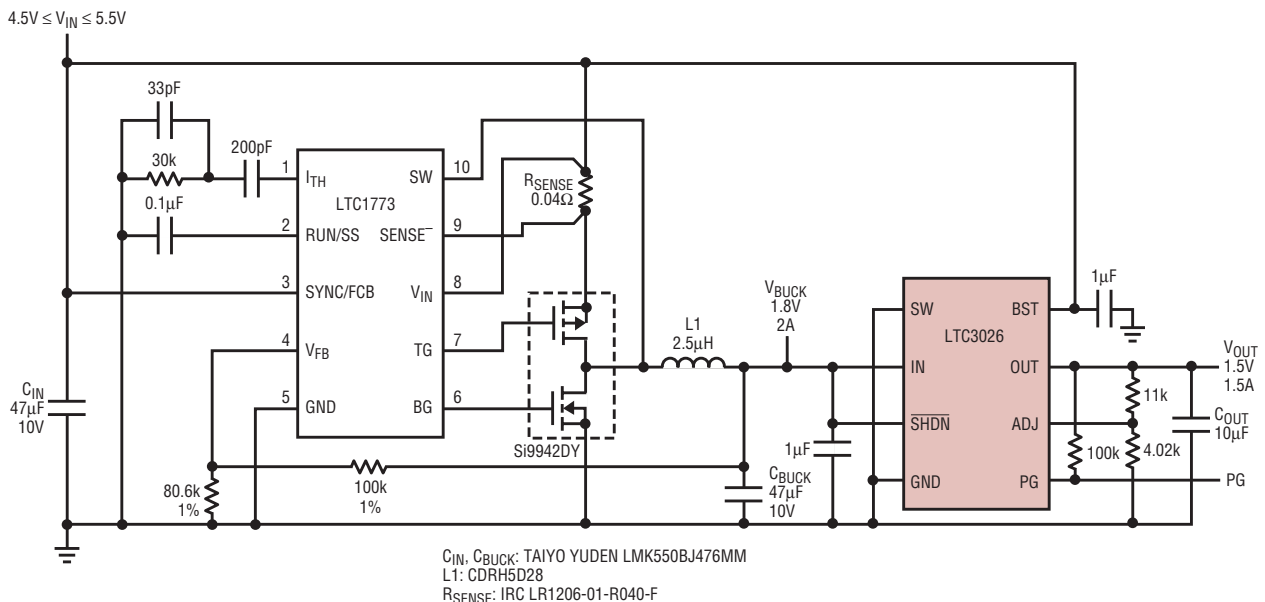 4.5V ≤ VIN ≤ 5.5V
33pF
30k
200pF
0.1µF
1
ITH
SW
10
LTC1773
2
RUN/SS
SENSE–
9
3
SYNC/FCB
VIN
8
4
VFB
TG
7
5
GND
BG
6
RSENSE
0.04Ω
Si9942DY
CIN
47µF
10V
80.6k
1%
100k
1%
L1
2.5µH
VBUCK
1.8V
2A
CBUCK
47µF
10V
1µF
SW
BST
LTC3026
IN
OUT
SHDN
ADJ
GND
PG
1µF
VOUT
1.5V
1.5A
11k
COUT
10µF
100k
4.02k
PG
CIN, CBUCK: TAIYO YUDEN LMK550BJ476MM
L1: CDRH5D28
RSENSE: IRC LR1206-01-R040-F